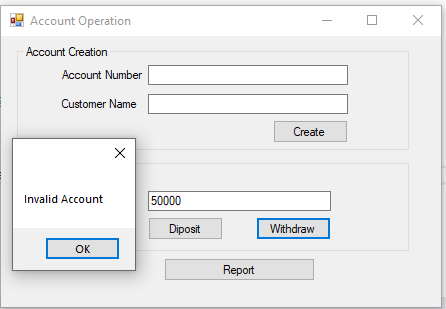 Account Operation
Account Creation
Account Number
Customer Name
Create
Invalid Account
OK
50000
Diposit Withdraw
Report